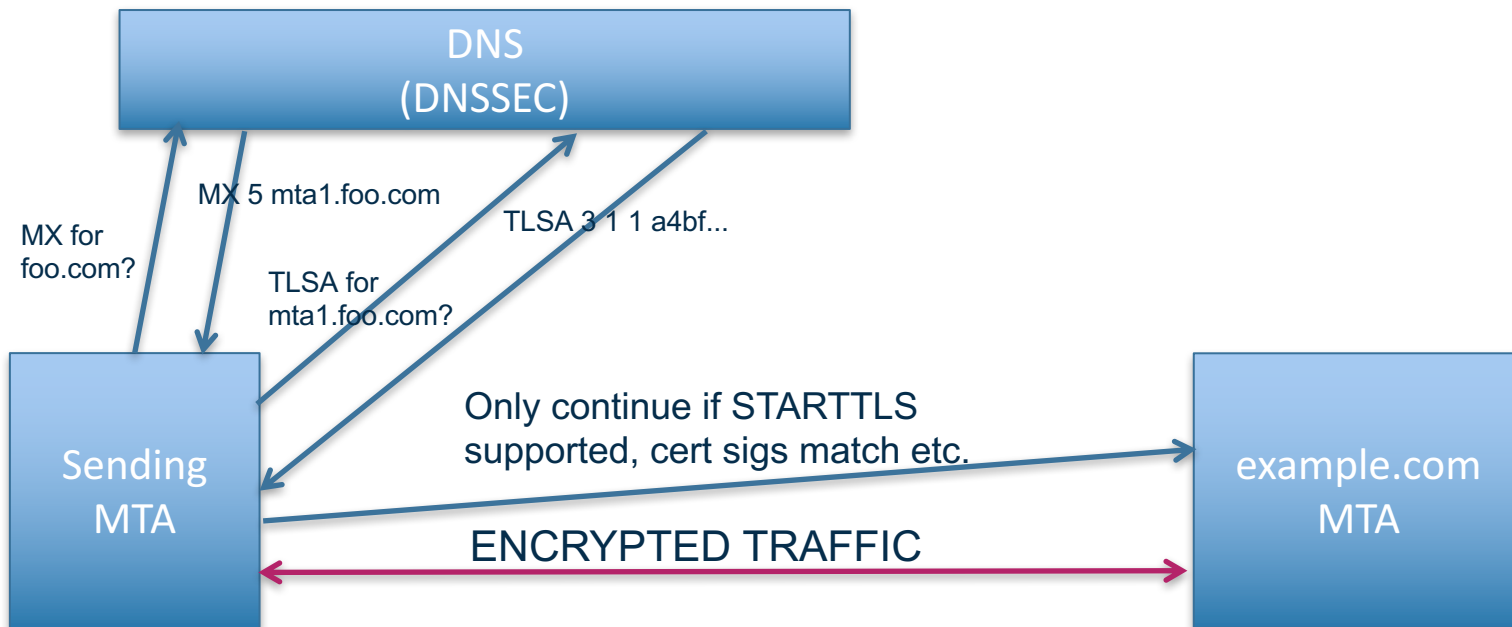 DNS
(DNSSEC)
MX 5 mta1.foo.com
MX for
foo.com?
TLSA 3 1 1 a4bf...
TLSA for
mta1.foo.com?
Only continue if STARTTLS
supported, cert sigs match etc.
Sending
MTA
example.com
MTA
ENCRYPTED TRAFFIC